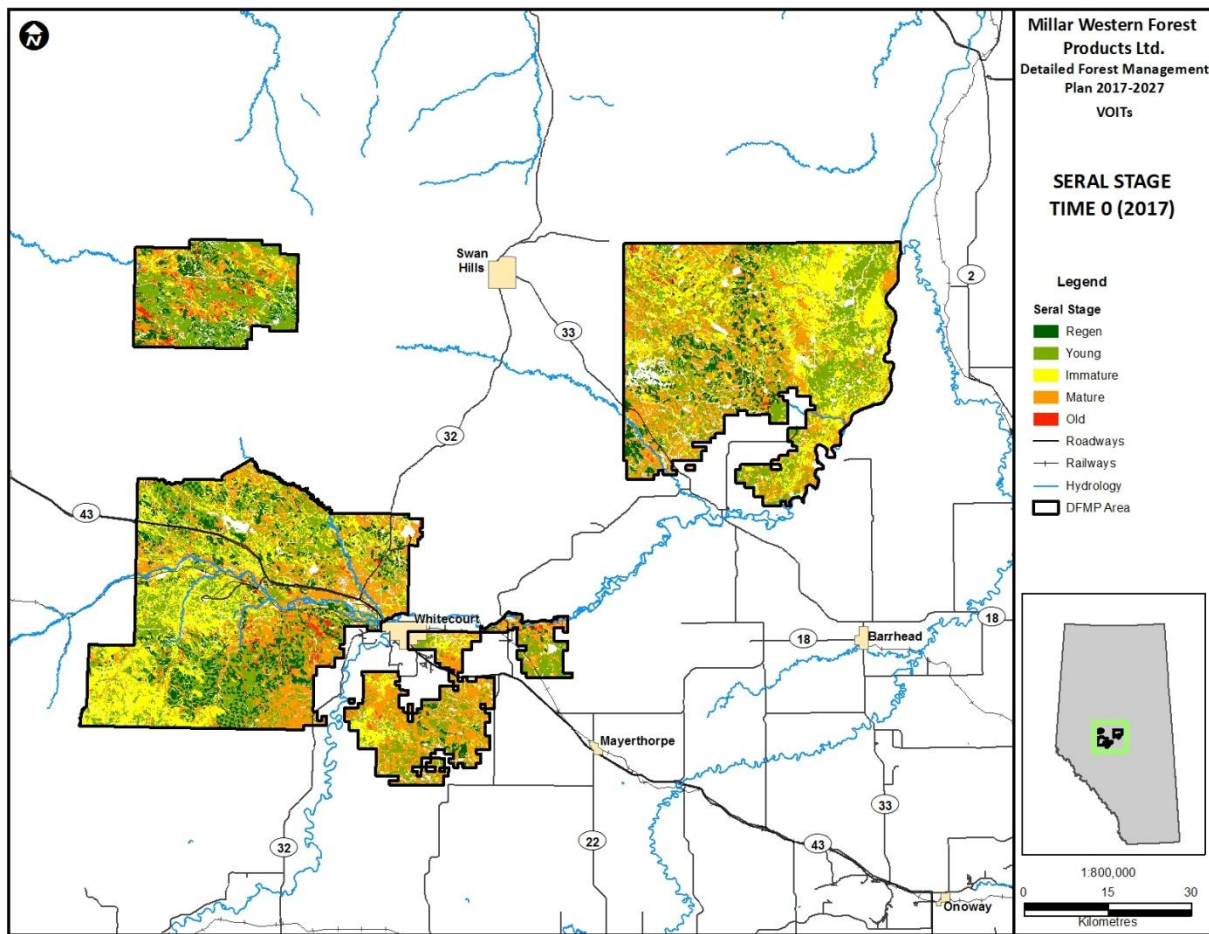 N
Millar Western Forest
Products Ltd.
Detailed Forest Management
Plan 2017-2027
VOITs
SERAL STAGE
TIME 0 (2017)
Legend
Seral Stage
Regen
Young
Immature
Mature
Old
Roadways
Railways
Hydrology
DFMP Area
1:800,000
0 15 30
Kilometres
Swan
Hills
2
33
32
43
Whitecourt
18
18
Barrhead
Mayerthorpe
32
22
43
33
Onoway